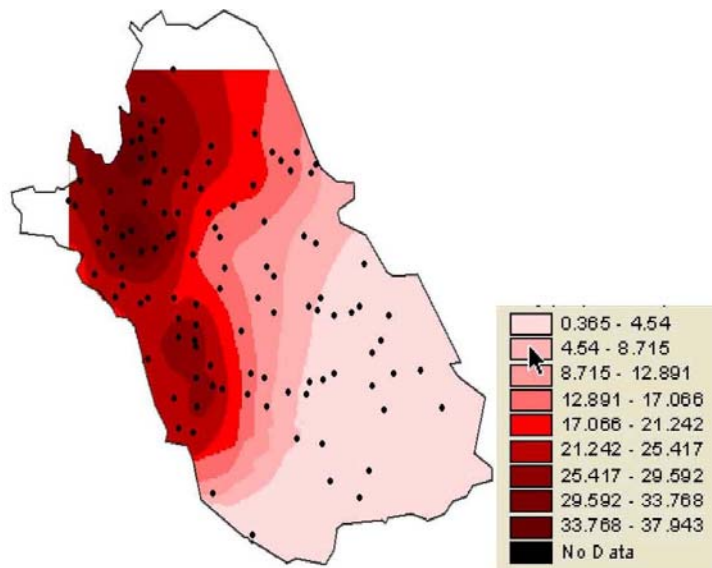 0.365 - 4.54
4.54 - 8.715
8.715 - 12.891
12.891 - 17.066
17.066 - 21.242
21.242 - 25.417
25.417 - 29.592
29.592 - 33.768
33.768 - 37.943
No Data